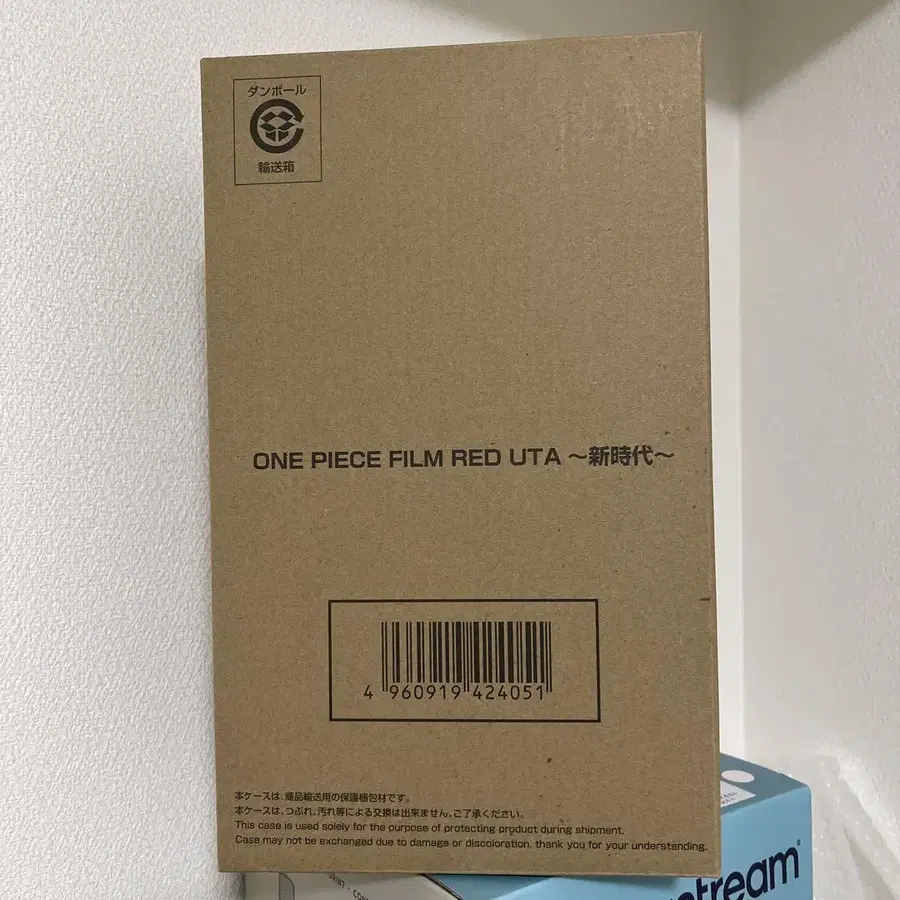 ダンボール
輸送箱
ONE PIECE FILM RED UTA ～新時代～
4 960919 424051
本ケースは、商品輸送用の保護梱包材です。
本ケースは、つぶれ、汚れ等による交換は出来ません。ご了承ください。
This case is used solely for the purpose of protecting product during shipment.
Case may not be exchanged due to damage or discoloration. thank you for your understanding.
tream